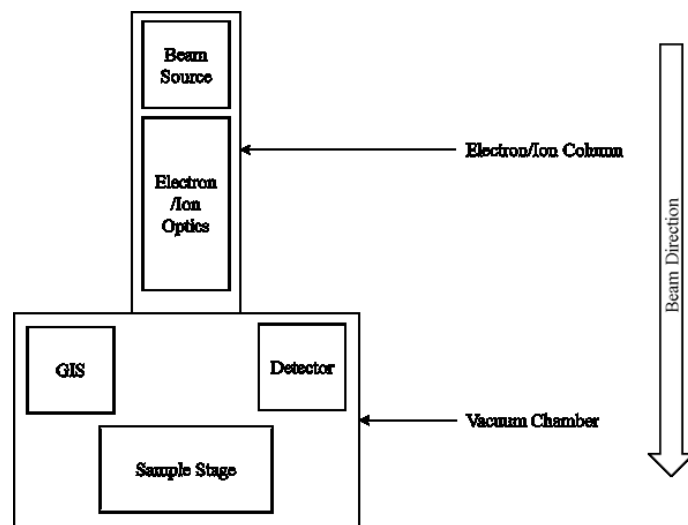 Beam
Source
Electron
/Ion
Optics
Electron/Ion Column
Beam Direction
GIS
Detector
Vacuum Chamber
Sample Stage